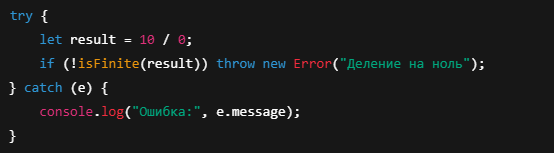 try {
    let result = 10 / 0;
    if (!isFinite(result)) throw new Error("Деление на ноль");
} catch (e) {
    console.log("Ошибка:", e.message);
}